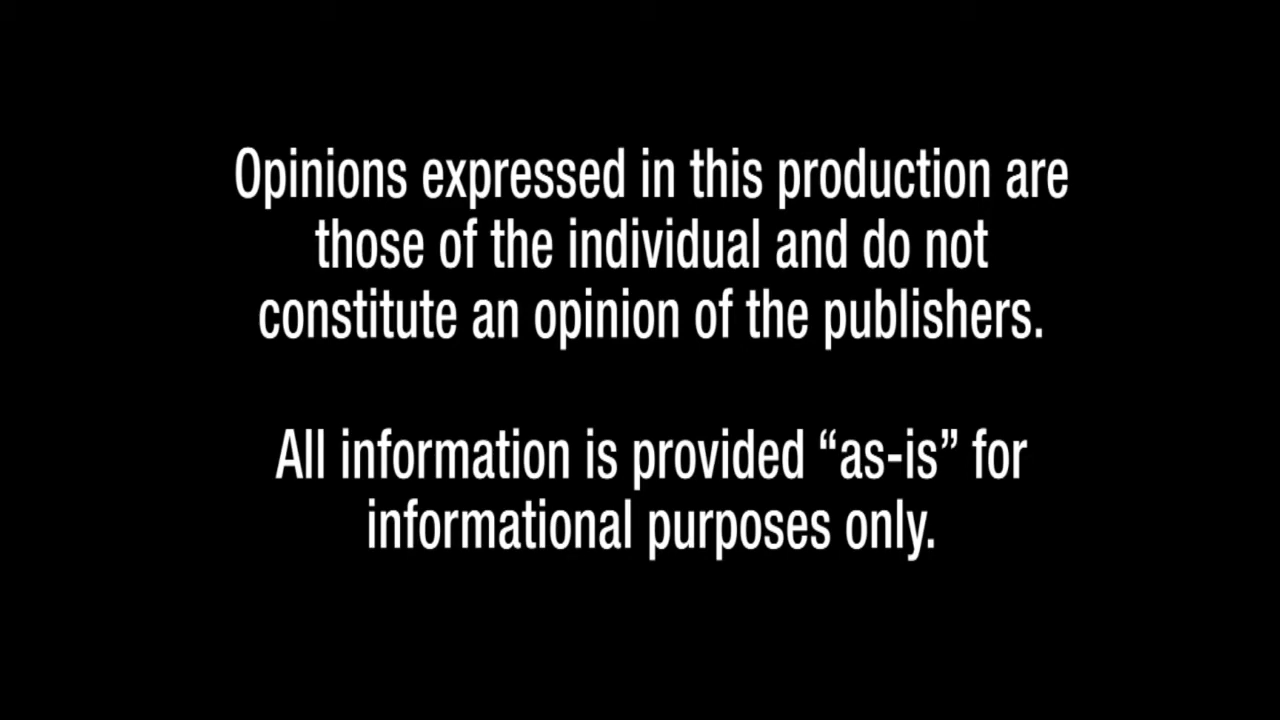 Opinions expressed in this production are
those of the individual and do not
constitute an opinion of the publishers.
All information is provided “as-is” for
informational purposes only.